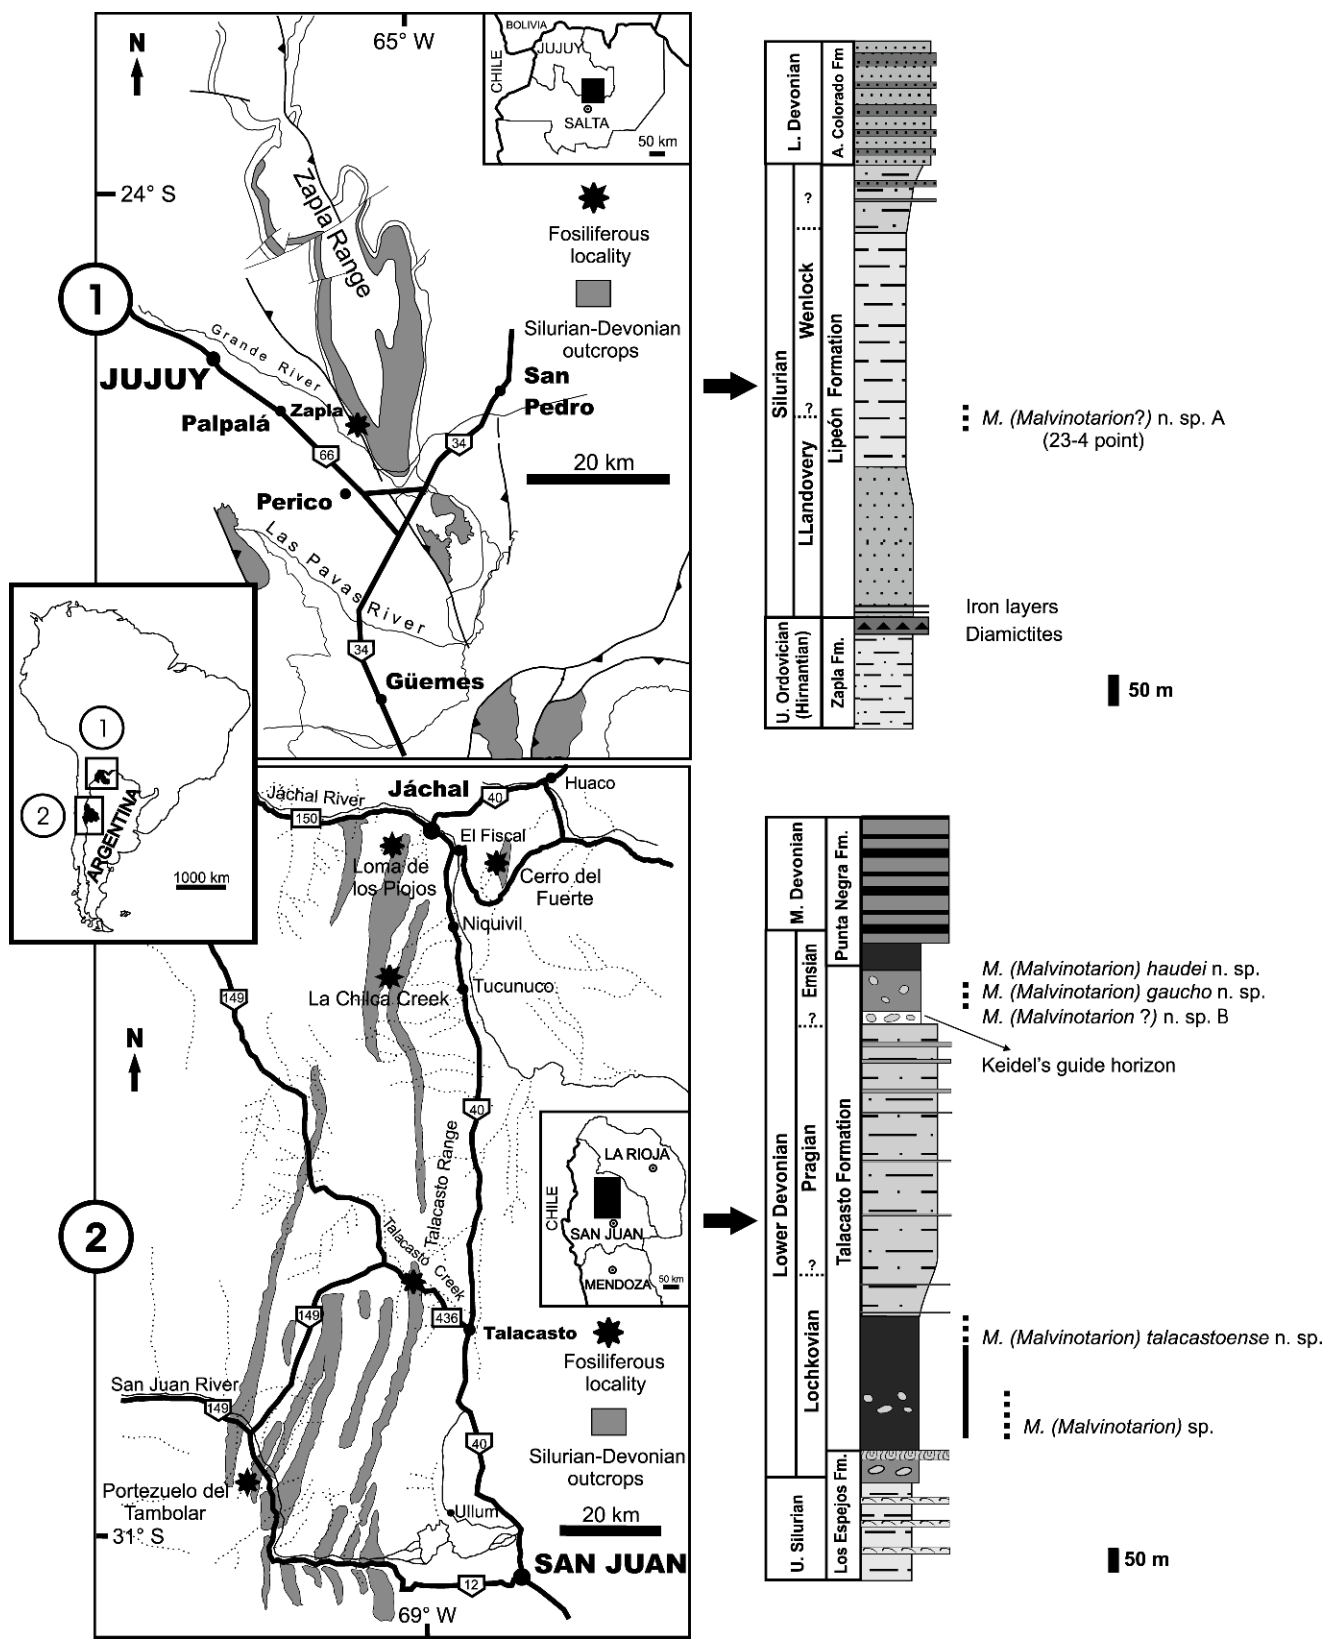 65° W
N
24° S
BOLIVIA
JUJUY
CHILE
SALTA
50 km
Zapla Range
Fosiliferous
locality
Silurian-Devonian
outcrops
1
Grande River
JUJUY
Palpalá
Zapla
San
Pedro
66
34
20 km
Perico
Las Pavas River
34
Güemes
L. Devonian
A. Colorado Fm
Silurian
?
Wenlock
?
LLandovery
Lipeón Formation
M. (Malvinotarion?) n. sp. A
(23-4 point)
Iron layers
Diamictites
U. Ordovician
(Hirnantian)
Zapla Fm.
50 m
1
2
ARGENTINA
1000 km
Jáchal River
Jáchal
Huaco
150
40
El Fiscal
Loma de
los Piojos
Cerro del
Fuerte
Niquivil
149
La Chilca Creek
Tucunuco
N
40
Talacasto Range
LA RIOJA
CHILE
SAN JUAN
MENDOZA
50 km
2
Talacasto Creek
149
436
Talacasto
Fosiliferous
locality
San Juan River
149
40
Silurian-Devonian
outcrops
Portezuelo del
Tambolar
Ullum
20 km
31° S
SAN JUAN
12
69° W
M. Devonian
Punta Negra Fm.
Lower Devonian
Emsian
?
Pragian
?
Lochkovian
Talacasto Formation
M. (Malvinotarion) haudei n. sp.
M. (Malvinotarion) gaucho n. sp.
M. (Malvinotarion ?) n. sp. B
Keidel's guide horizon
M. (Malvinotarion) talacastoense n. sp.
M. (Malvinotarion) sp.
U. Silurian
Los Espejos Fm.
50 m